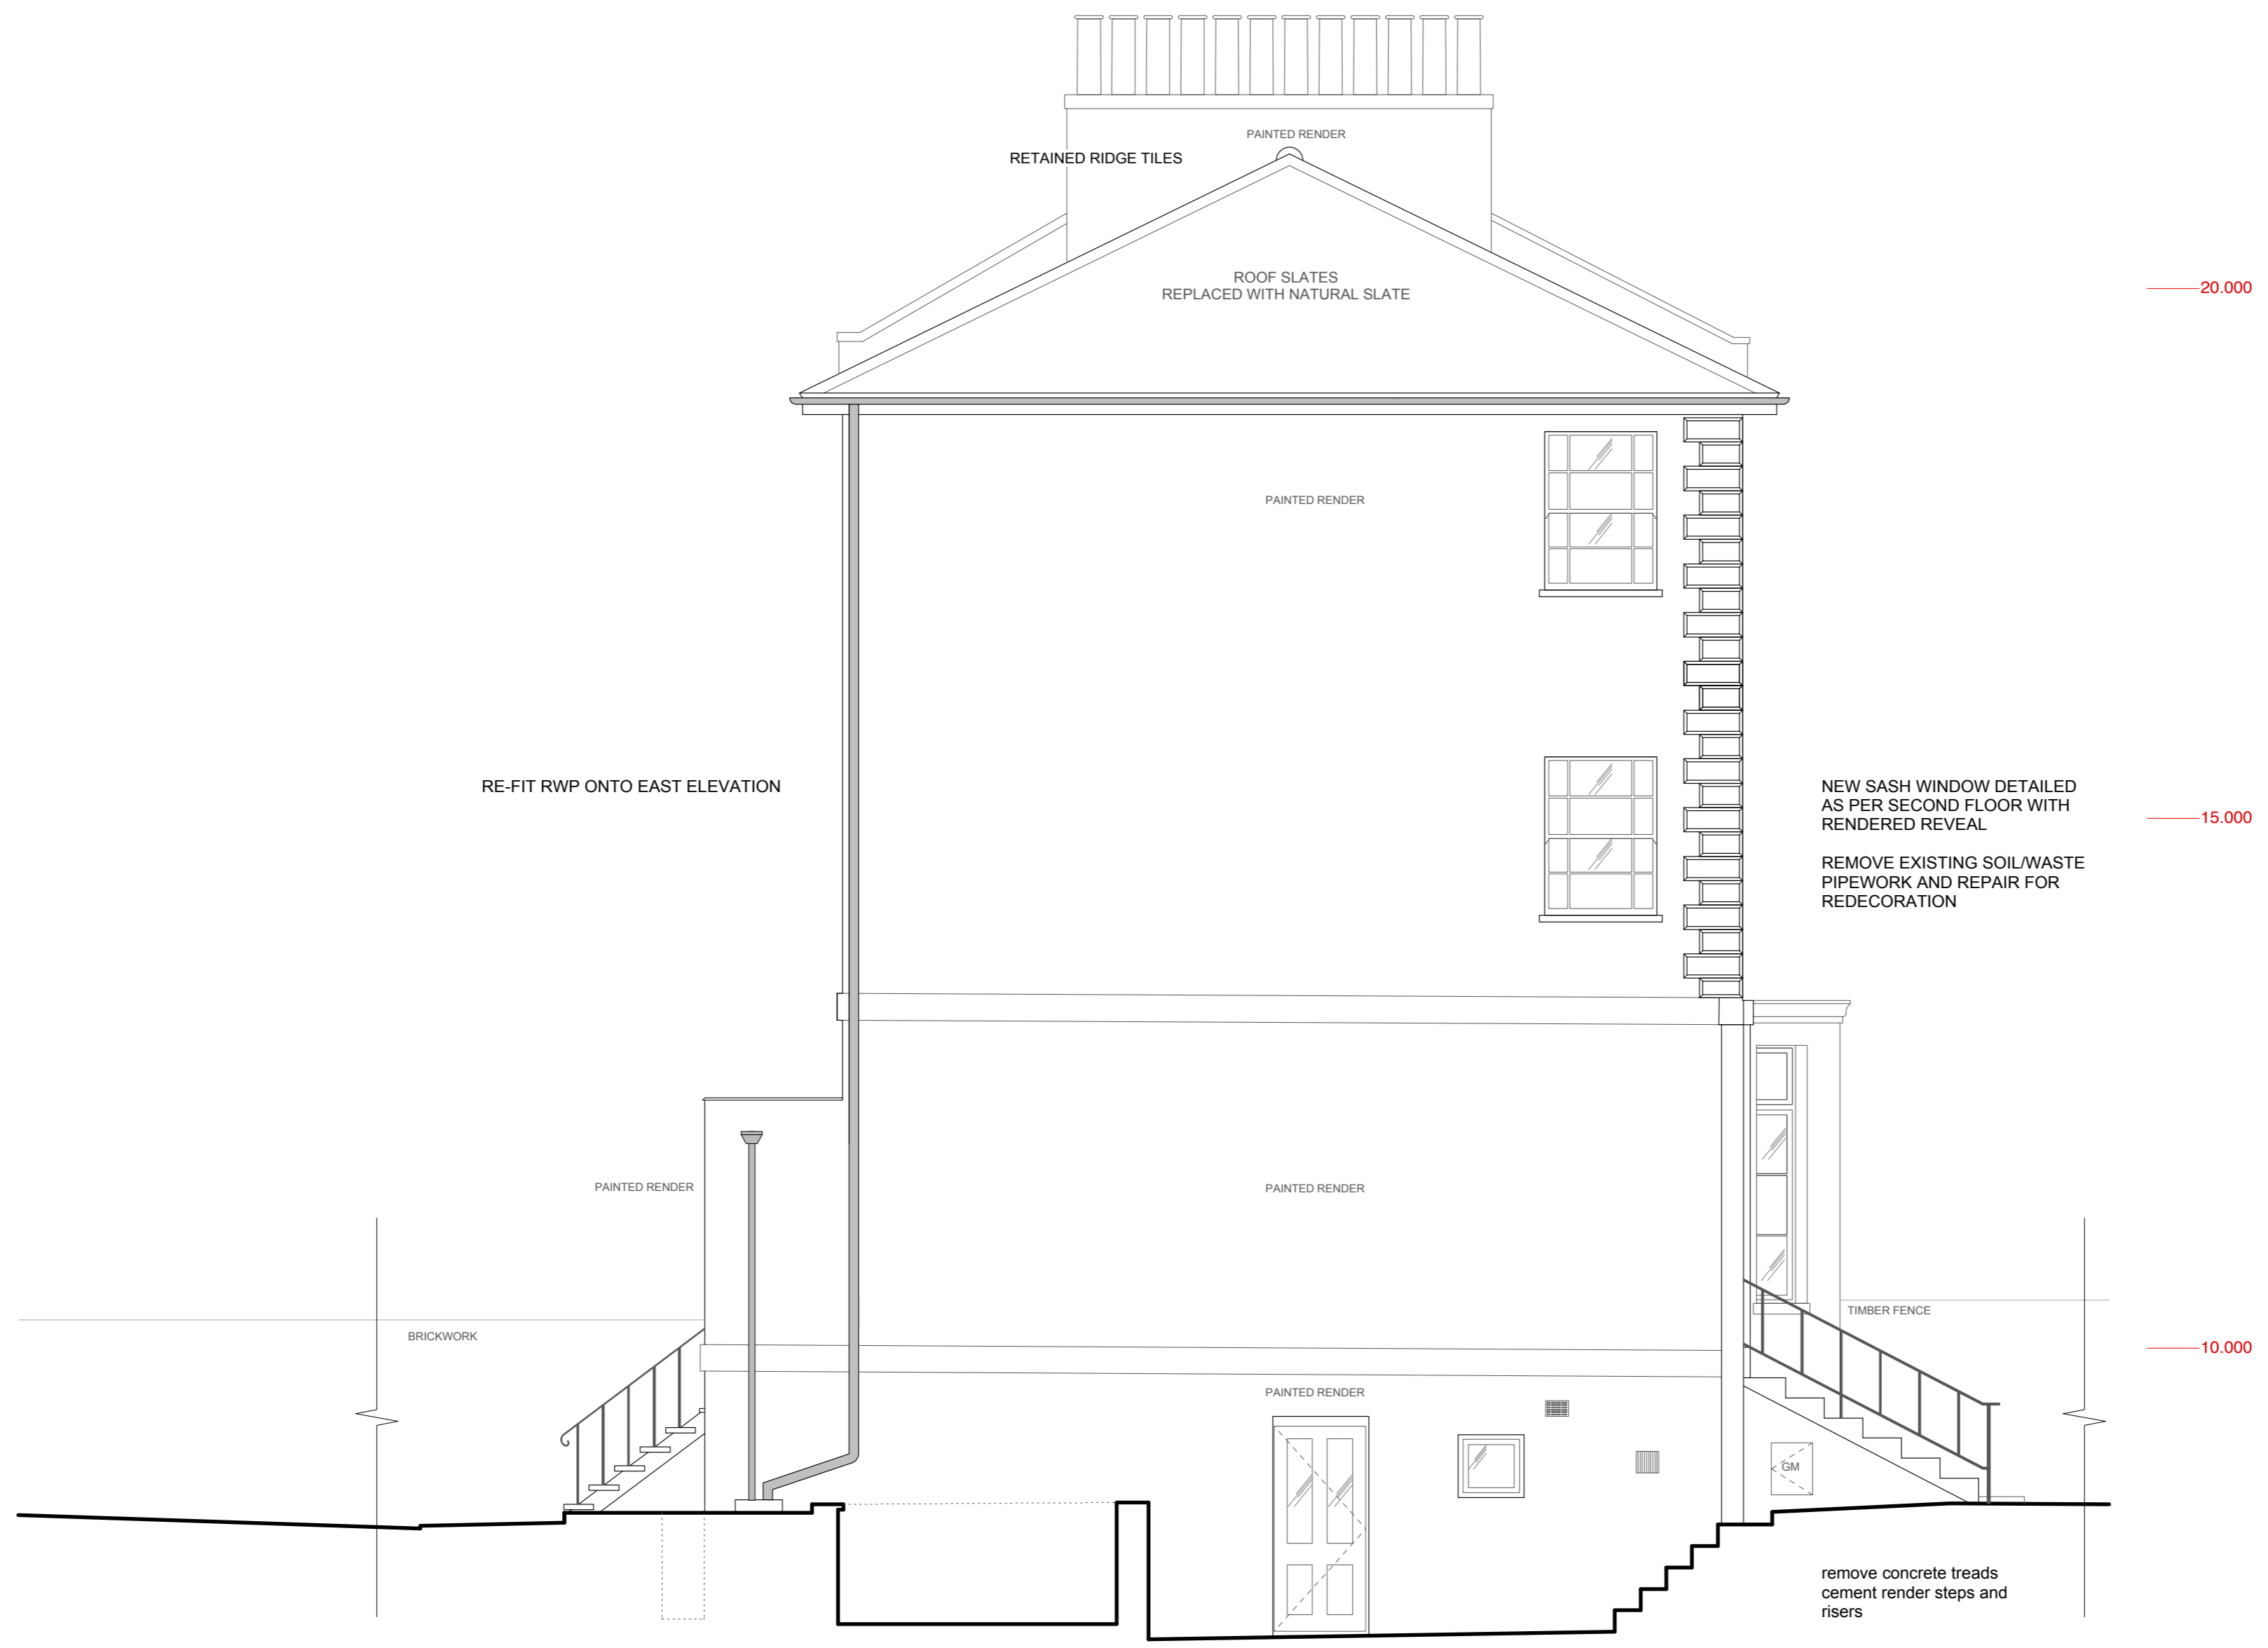 PAINTED RENDER
RETAINED RIDGE TILES
ROOF SLATES
REPLACED WITH NATURAL SLATE
20.000
PAINTED RENDER
RE-FIT RWP ONTO EAST ELEVATION
NEW SASH WINDOW DETAILED
AS PER SECOND FLOOR WITH
RENDERED REVEAL
15.000
REMOVE EXISTING SOIL/WASTE
PIPEWORK AND REPAIR FOR
REDECORATION
PAINTED RENDER
PAINTED RENDER
TIMBER FENCE
BRICKWORK
10.000
PAINTED RENDER
GM
remove concrete treads
cement render steps and
risers